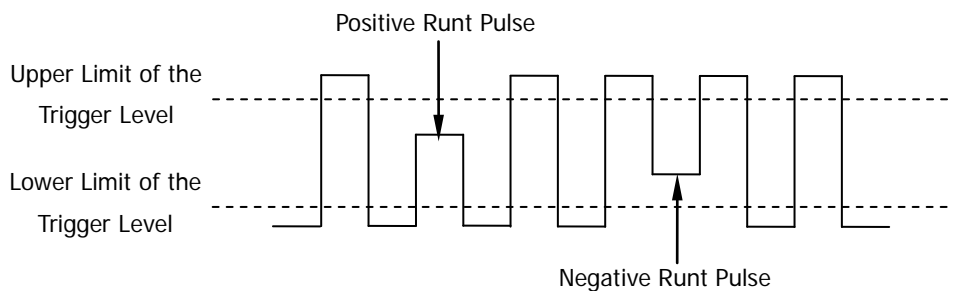 Positive Runt Pulse
Upper Limit of the
Trigger Level
Lower Limit of the
Trigger Level
Negative Runt Pulse